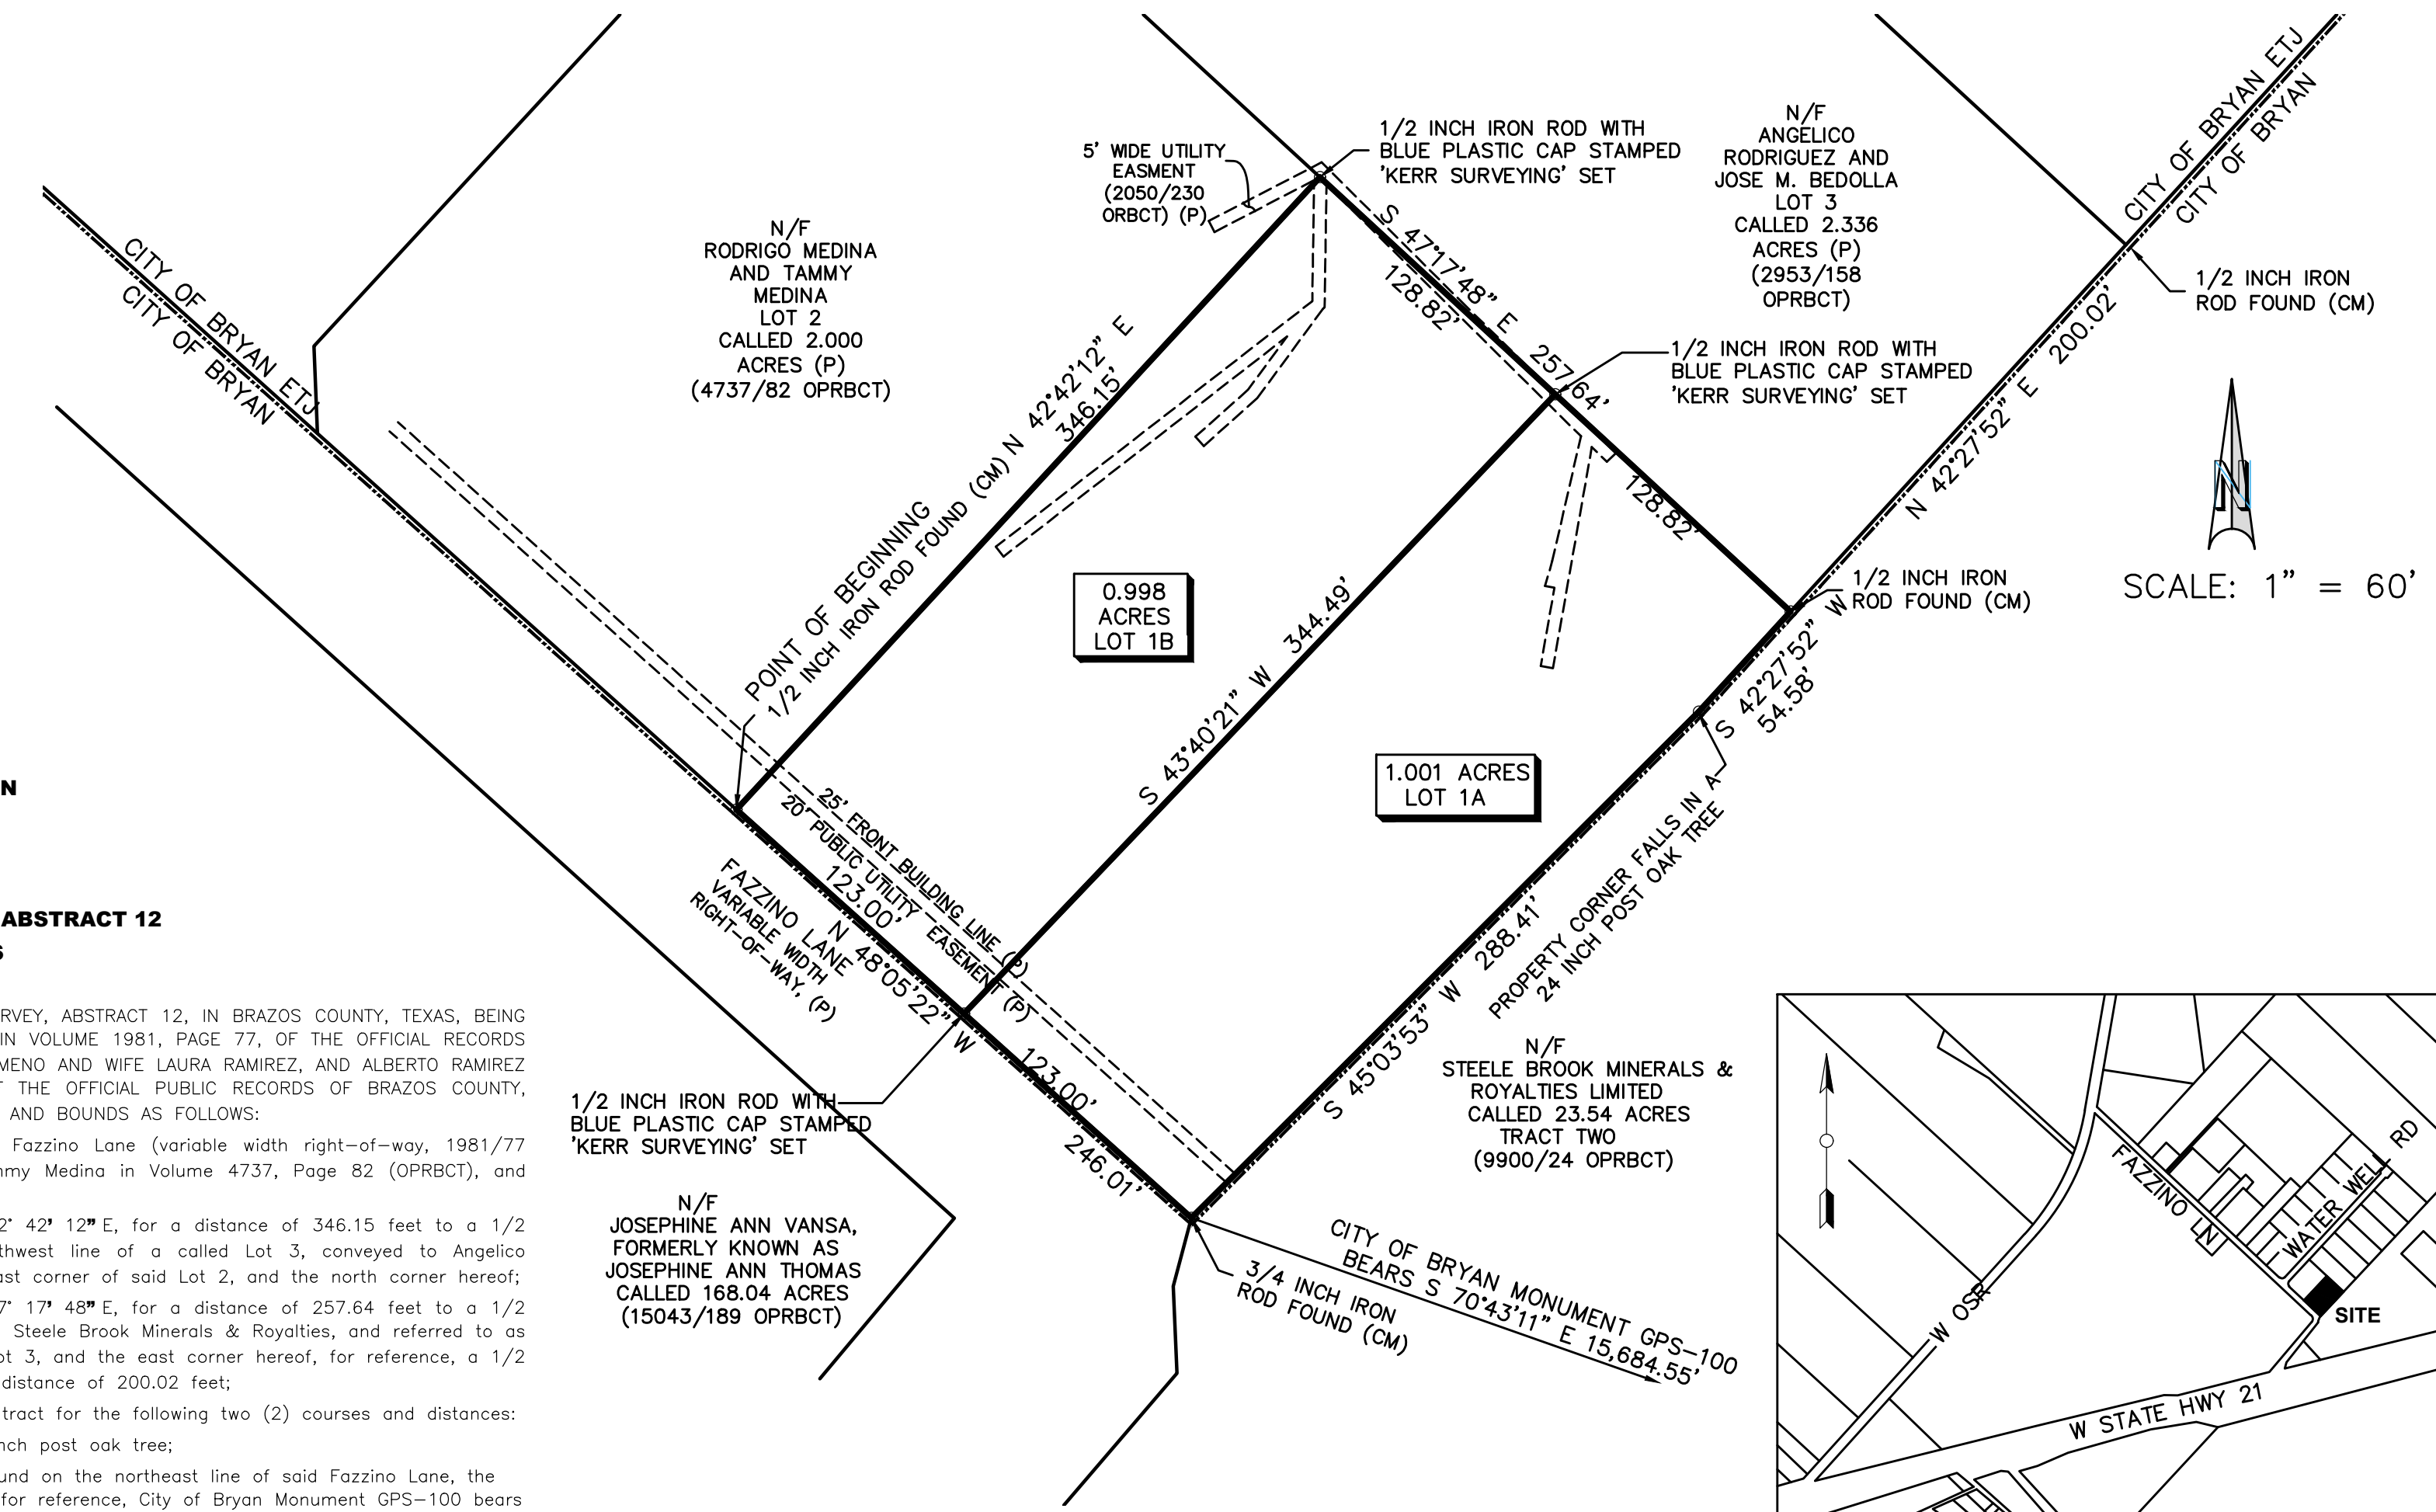 CITY OF BRYAN ETJ
CITY OF BRYAN
N/F
RODRIGO MEDINA
AND TAMMY
MEDINA
LOT 2
CALLED 2.000
ACRES (P)
(4737/82 OPRBCT)
5' WIDE UTILITY
EASMENT
(2050/230
ORBCT) (P)
1/2 INCH IRON ROD WITH
BLUE PLASTIC CAP STAMPED
'KERR SURVEYING' SET
N/F
ANGELICO
RODRIGUEZ AND
JOSE M. BEDOLLA
LOT 3
CALLED 2.336
ACRES (P)
(2953/158
OPRBCT)
CITY OF BRYAN ETJ
CITY OF BRYAN
1/2 INCH IRON
ROD FOUND (CM)
S 47°17'48" E 257.64'
128.82'
128.82'
1/2 INCH IRON ROD WITH
BLUE PLASTIC CAP STAMPED
'KERR SURVEYING' SET
N 42°27'52" E 200.02'
N
SCALE: 1" = 60'
1/2 INCH IRON
ROD FOUND (CM)
POINT OF BEGINNING
1/2 INCH IRON ROD FOUND (CM)
N 42°42'12" E
346.15'
0.998
ACRES
LOT 1B
S 43°40'21" W 344.49'
1.001 ACRES
LOT 1A
S 42°27'52" W
54.58'
PROPERTY CORNER FALLS IN A
24 INCH POST OAK TREE
S 45°03'53" W 288.41'
25' FRONT BUILDING LINE (P)
20' PUBLIC UTILITY EASEMENT (P)
123.00'
N 48°05'22" W 246.01'
123.00'
FAZZINO LANE
VARIABLE WIDTH
RIGHT-OF-WAY, (P)
1/2 INCH IRON ROD WITH
BLUE PLASTIC CAP STAMPED
'KERR SURVEYING' SET
N/F
JOSEPHINE ANN VANSA,
FORMERLY KNOWN AS
JOSEPHINE ANN THOMAS
CALLED 168.04 ACRES
(15043/189 OPRBCT)
N/F
STEELE BROOK MINERALS &
ROYALTIES LIMITED
CALLED 23.54 ACRES
TRACT TWO
(9900/24 OPRBCT)
CITY OF BRYAN MONUMENT GPS-100
BEARS S 70°43'11" E 15,684.55'
3/4 INCH IRON
ROD FOUND (CM)
N
ABSTRACT 12
RVEY, ABSTRACT 12, IN BRAZOS COUNTY, TEXAS, BEING
IN VOLUME 1981, PAGE 77, OF THE OFFICIAL RECORDS
MENO AND WIFE LAURA RAMIREZ, AND ALBERTO RAMIREZ
T THE OFFICIAL PUBLIC RECORDS OF BRAZOS COUNTY,
AND BOUNDS AS FOLLOWS:
Fazzino Lane (variable width right-of-way, 1981/77
mmy Medina in Volume 4737, Page 82 (OPRBCT), and
2° 42' 12" E, for a distance of 346.15 feet to a 1/2
thwest line of a called Lot 3, conveyed to Angelico
ast corner of said Lot 2, and the north corner hereof;
7° 17' 48" E, for a distance of 257.64 feet to a 1/2
Steele Brook Minerals & Royalties, and referred to as
ot 3, and the east corner hereof, for reference, a 1/2
distance of 200.02 feet;
tract for the following two (2) courses and distances:
nch post oak tree;
und on the northeast line of said Fazzino Lane, the
for reference, City of Bryan Monument GPS-100 bears
FAZZINO LN
WATER WELL RD
W OSR
SITE
W STATE HWY 21